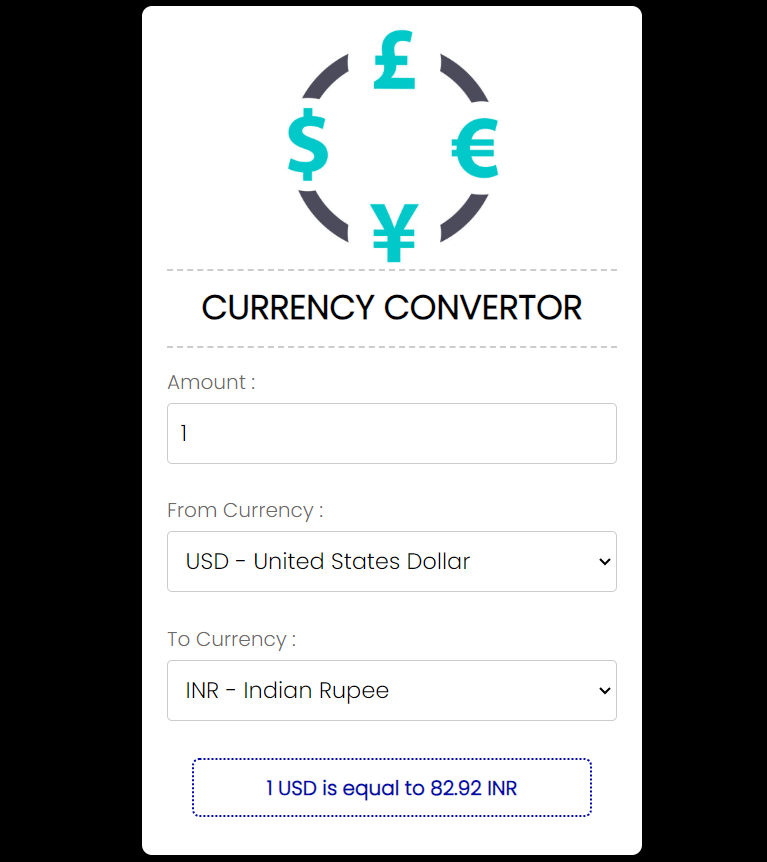 £
$ €
¥
CURRENCY CONVERTOR
Amount :
1
From Currency :
USD - United States Dollar
To Currency :
INR - Indian Rupee
1 USD is equal to 82.92 INR